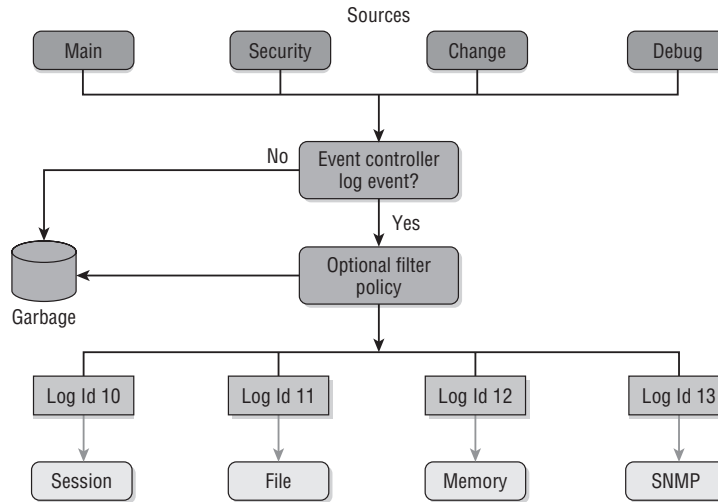 Sources
Main
Security
Change
Debug
No
Event controller
log event?
Yes
Optional filter
policy
Garbage
Log Id 10
Log Id 11
Log Id 12
Log Id 13
Session
File
Memory
SNMP